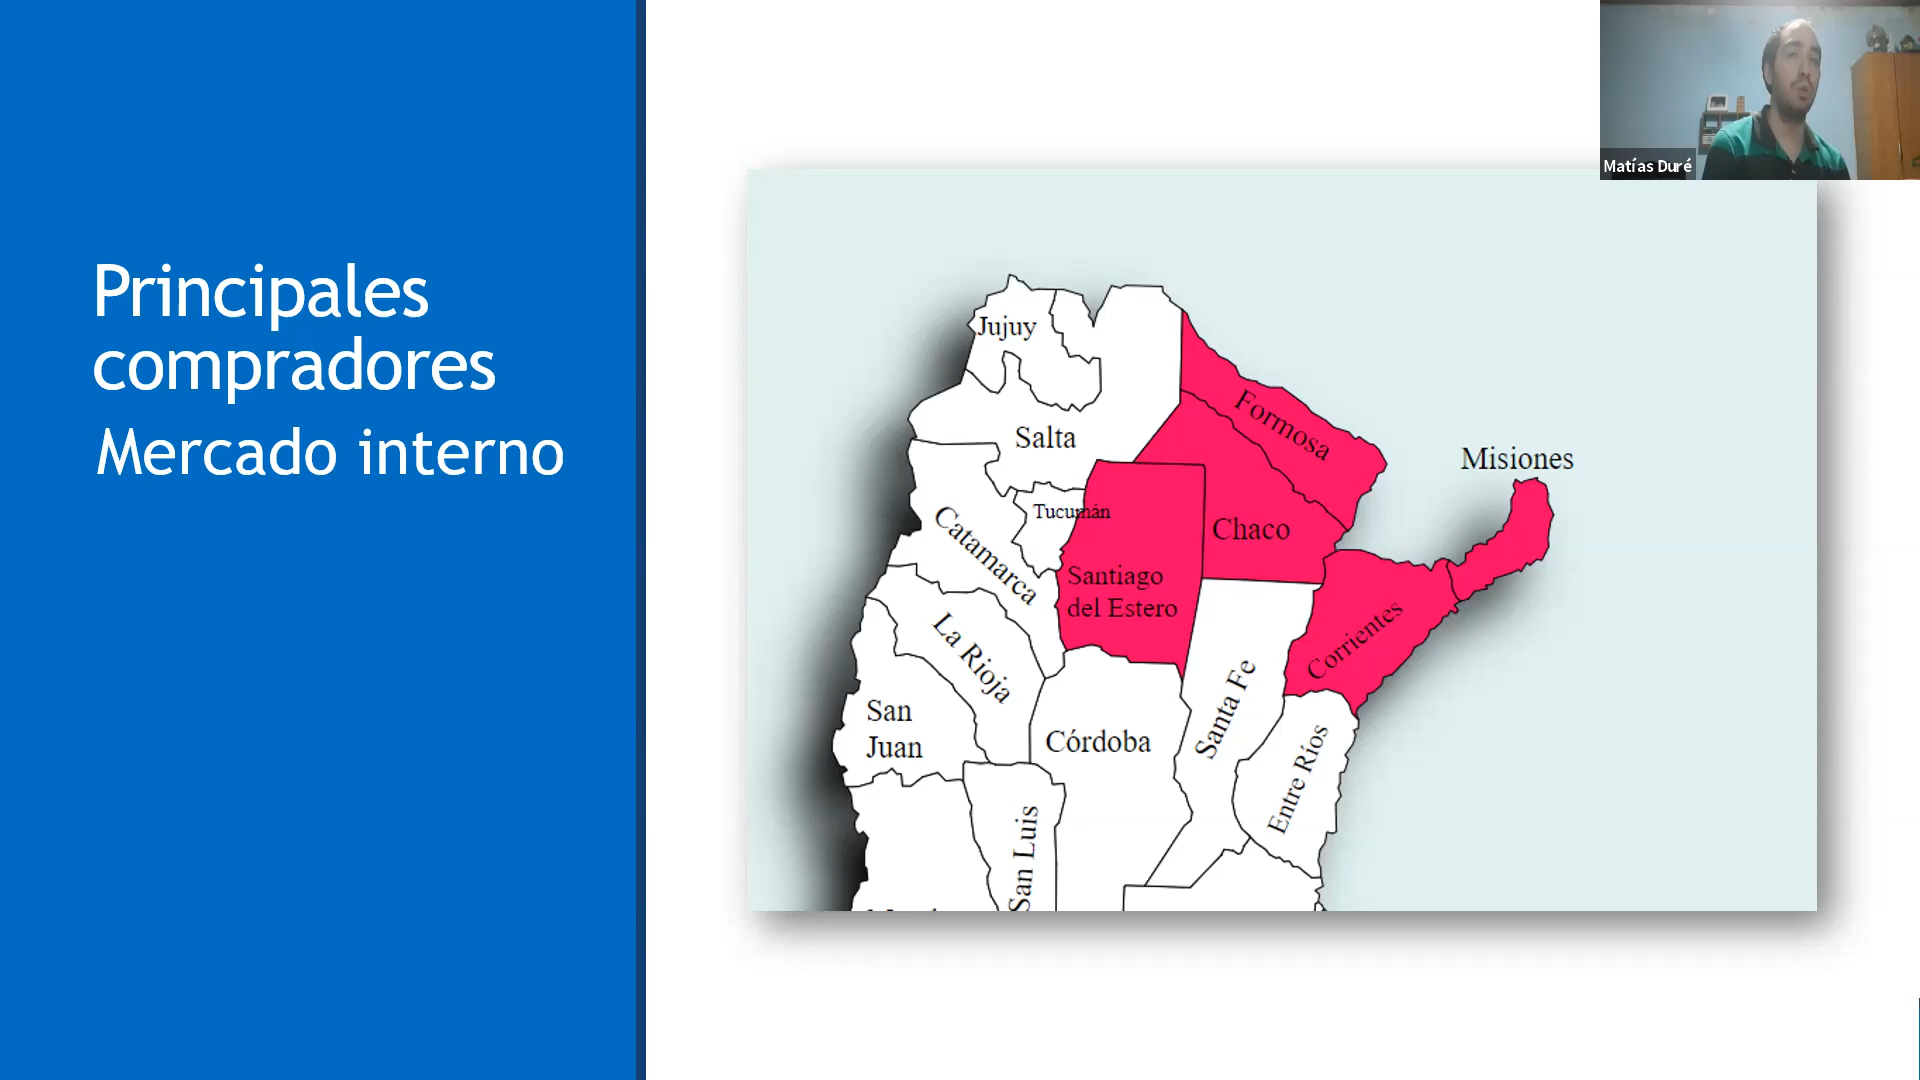 Principales
compradores
Mercado interno
Matías Duré
Jujuy
Formosa
Salta
Misiones
Tucumán
Catamarca
Chaco
Santiago
del Estero
La Rioja
Corrientes
San
Juan
Córdoba
Santa Fe
Entre Ríos
San Luis